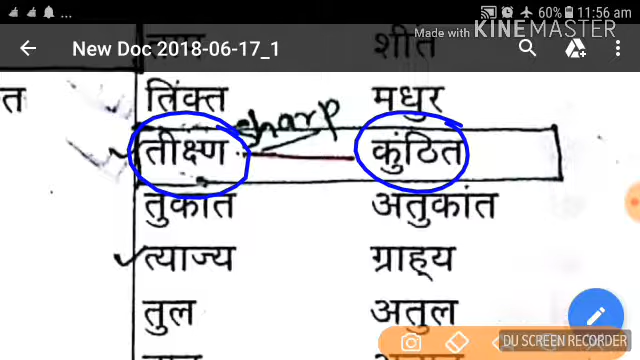 60% 11:56 am
Made with KINEMASTER
New Doc 2018-06-17_1
शीत
त
तिंक्त मधुर
sharp
तीक्ष्ण कुंठित
तुकांत अतुकांत
त्याज्य ग्राह्य
तुल अतुल
DU SCREEN RECORDER